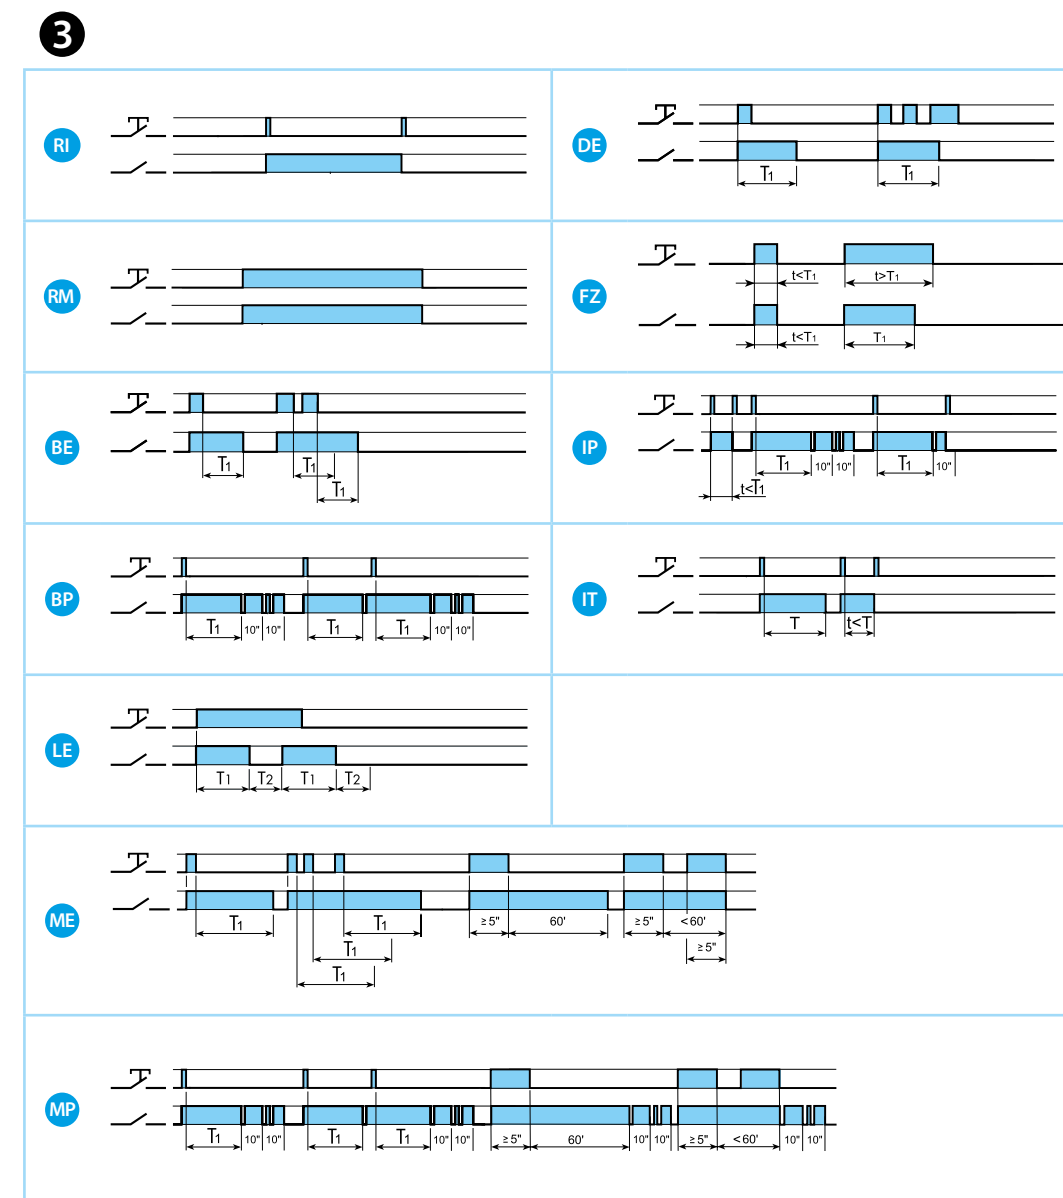 3
RI
DE
T1 T1
RM
FZ
t<T1 t>T1
t<T1 T1
BE
T1 T1
T1
IP
T1 10" 10" T1 10"
t<T1
BP
T1 10" 10" T1 T1 10" 10"
IT
T t<T
LE
T1 T2 T1 T2
ME
T1 T1 ≥5" 60' ≥5" <60'
T1 ≥5"
T1
MP
T1 10" 10" T1 T1 10" 10" ≥5" 60' 10" 10" ≥5" <60' 10" 10"